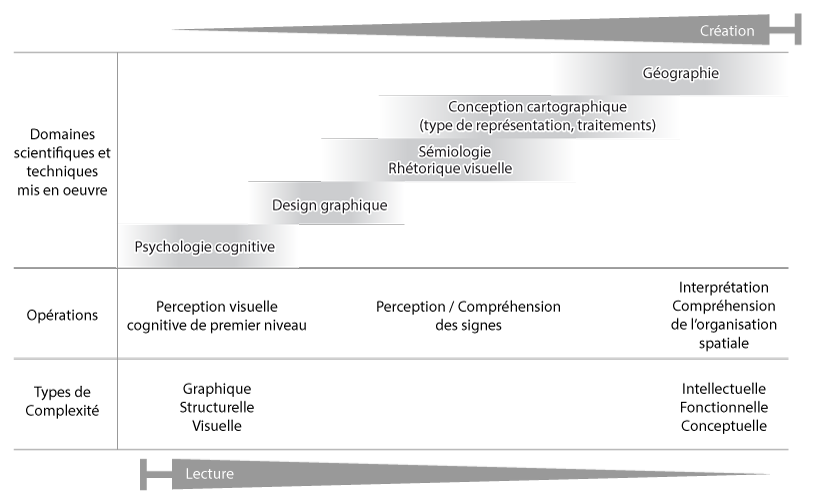 Création
Géographie
Conception cartographique
(type de représentation, traitements)
Domaines
scientifiques et
techniques
mis en oeuvre
Sémiologie
Rhétorique visuelle
Design graphique
Psychologie cognitive
Opérations
Perception visuelle
cognitive de premier niveau
Perception / Compréhension
des signes
Interprétation
Compréhension
de l'organisation
spatiale
Types de
Complexité
Graphique
Structurelle
Visuelle
Intellectuelle
Fonctionnelle
Conceptuelle
Lecture